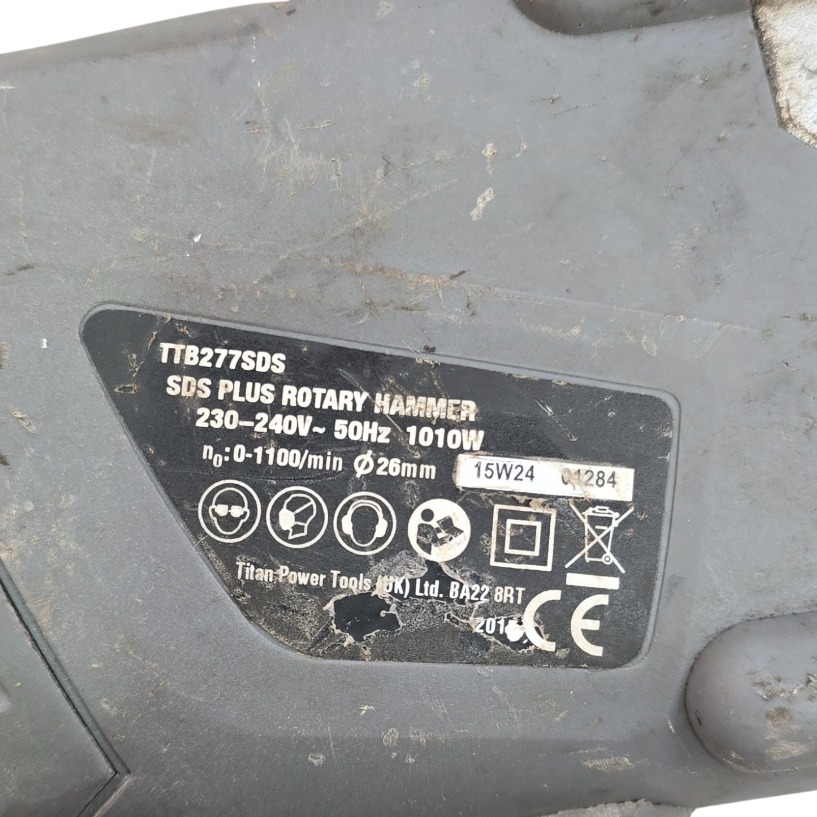 TTB277SDS
SDS PLUS ROTARY HAMMER
230–240V~ 50Hz 1010W
n₀:0-1100/min Ø26mm
15W24 01284
Titan Power Tools (UK) Ltd. BA22 8RT
CE